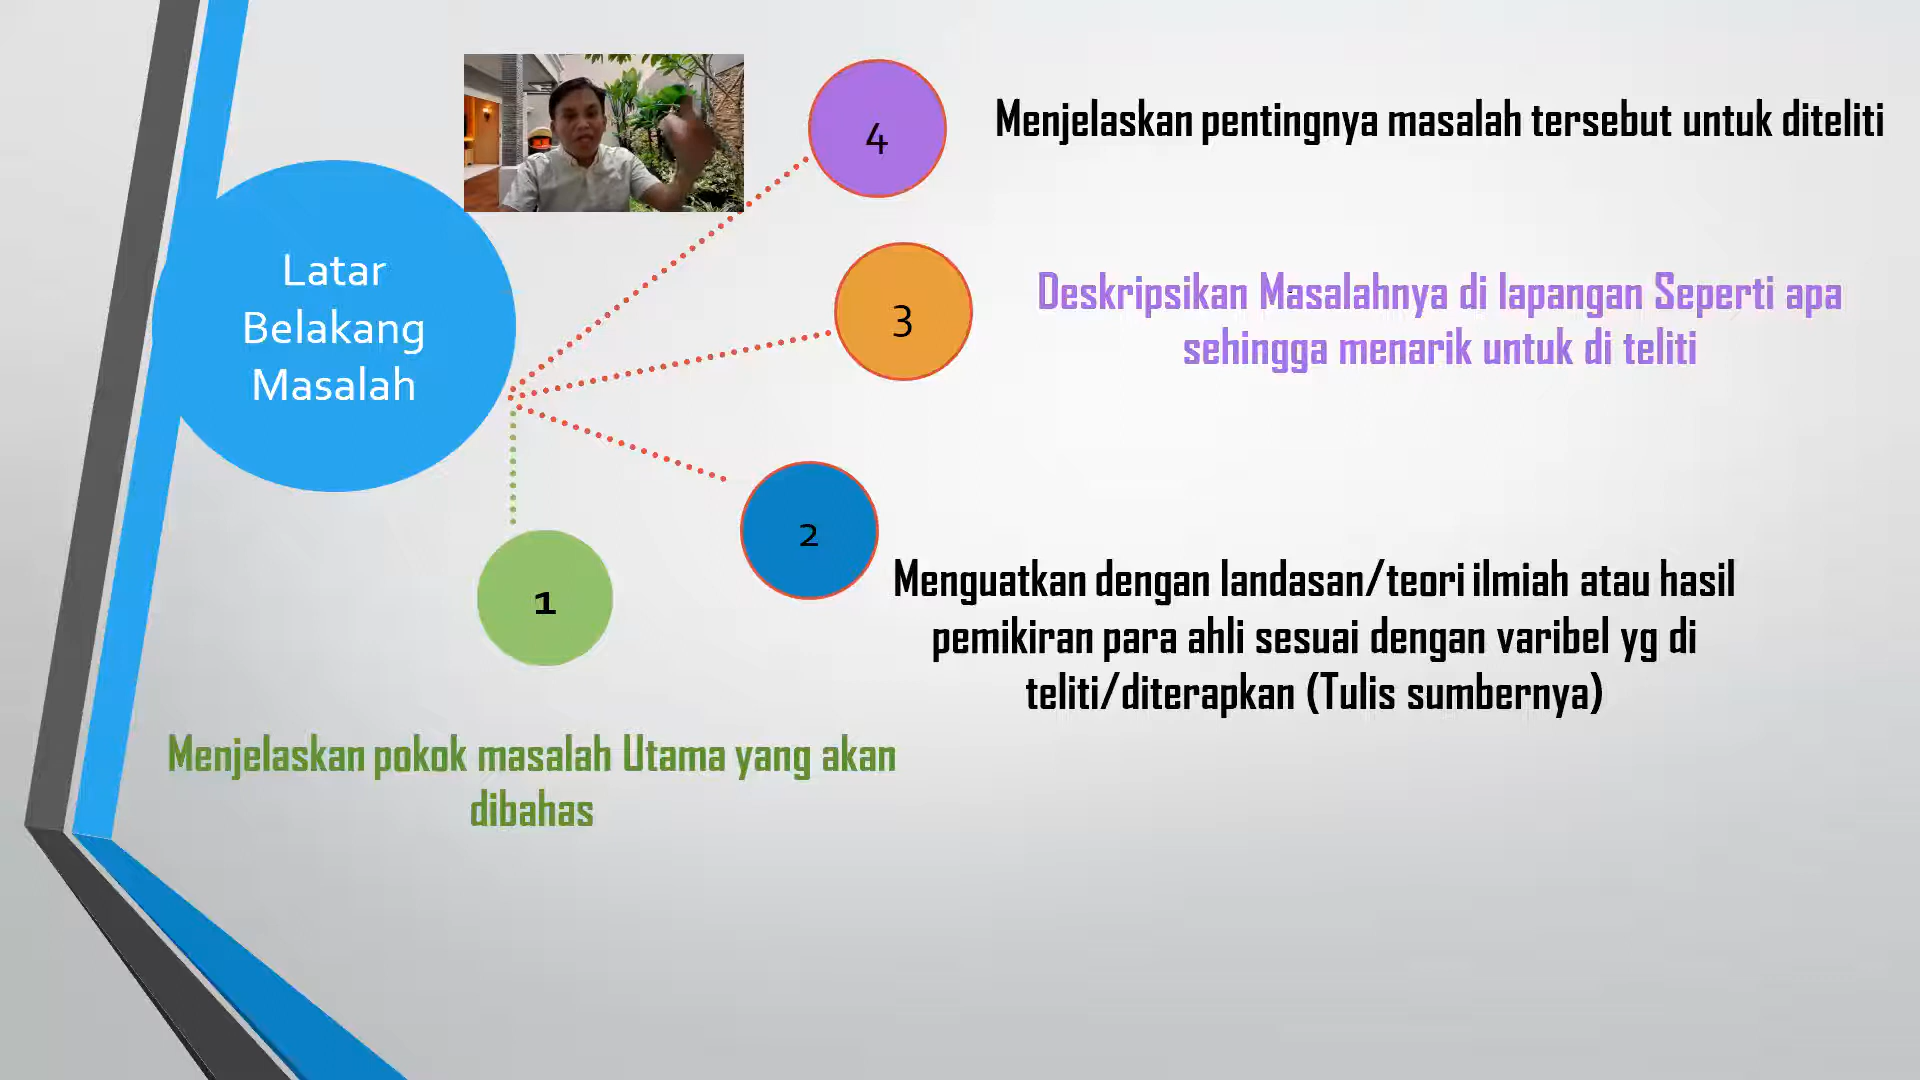 Latar
Belakang
Masalah
4
Menjelaskan pentingnya masalah tersebut untuk diteliti
3
Deskripsikan Masalahnya di lapangan Seperti apa
sehingga menarik untuk di teliti
2
Menguatkan dengan landasan/teori ilmiah atau hasil
pemikiran para ahli sesuai dengan varibel yg di
teliti/diterapkan (Tulis sumbernya)
1
Menjelaskan pokok masalah Utama yang akan
dibahas